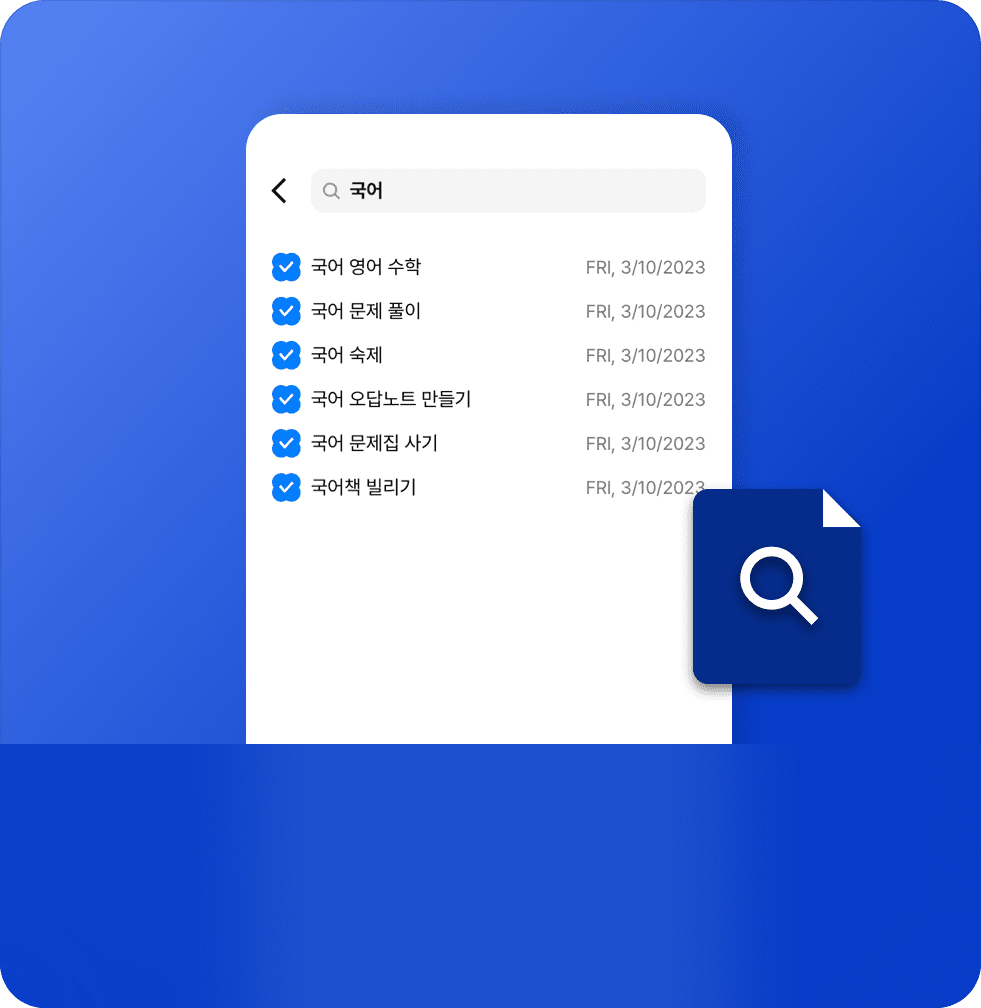 국어
국어 영어 수학 FRI, 3/10/2023
국어 문제 풀이 FRI, 3/10/2023
국어 숙제 FRI, 3/10/2023
국어 오답노트 만들기 FRI, 3/10/2023
국어 문제집 사기 FRI, 3/10/2023
국어책 빌리기 FRI, 3/10/2023